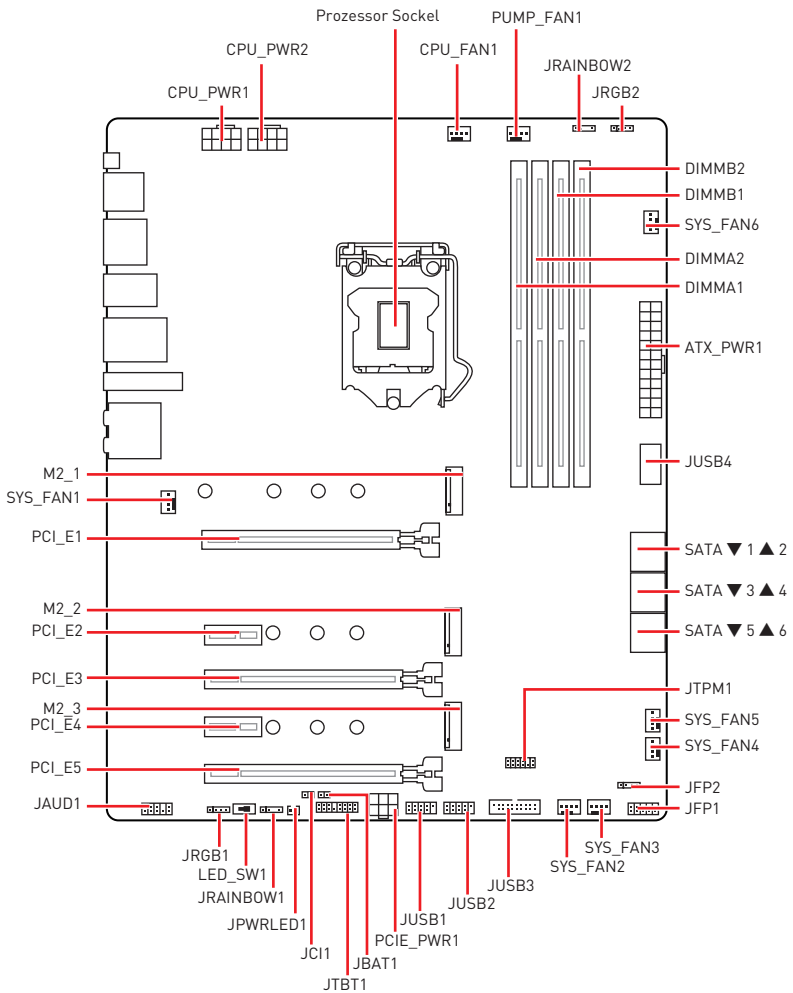 Prozessor Sockel
PUMP_FAN1
CPU_PWR2
CPU_FAN1
JRAINBOW2
CPU_PWR1
JRGB2
DIMMB2
DIMMB1
SYS_FAN6
DIMMA2
DIMMA1
ATX_PWR1
JUSB4
M2_1
SYS_FAN1
PCI_E1
SATA ▼ 1 ▲ 2
SATA ▼ 3 ▲ 4
SATA ▼ 5 ▲ 6
M2_2
PCI_E2
PCI_E3
M2_3
PCI_E4
PCI_E5
JAUD1
JTPM1
SYS_FAN5
SYS_FAN4
JFP2
JFP1
SYS_FAN3
SYS_FAN2
JUSB3
JUSB2
JUSB1
PCIE_PWR1
JBAT1
JTBT1
JCI1
JPWRLED1
JRAINBOW1
LED_SW1
JRGB1